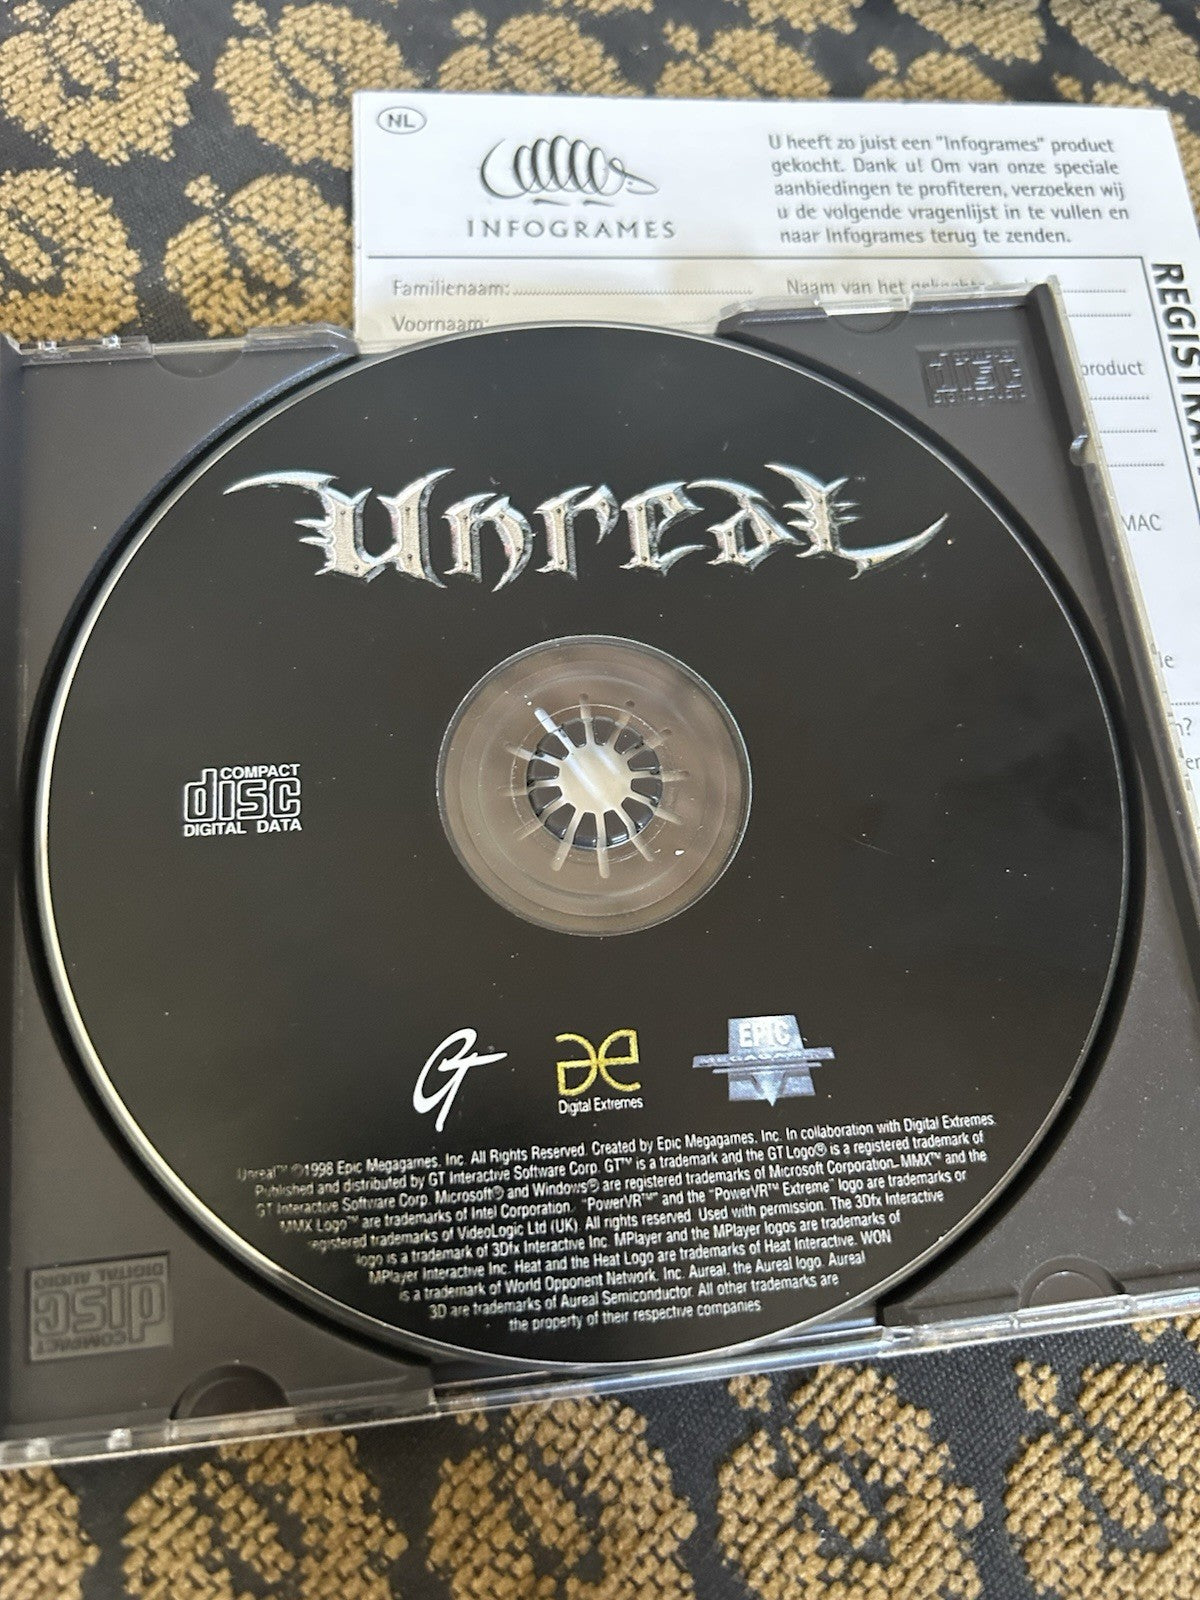 NL
INFOGRAMES
U heeft zo juist een "Infogrames" product
gekocht. Dank u! Om van onze speciale
aanbiedingen te profiteren, verzoeken wij
u de volgende vragenlijst in te vullen en
naar Infogrames terug te zenden.
Familienaam:
Naam van het
Voornaam:
product
MAC
COMPACT
disc
DIGITAL AUDIO
Unreal
COMPACT
disc
DIGITAL DATA
GT
Digital Extremes
EPIC
MEGAGAMES
Unreal™ ©1998 Epic Megagames, Inc. All Rights Reserved. Created by Epic Megagames, Inc. In collaboration with Digital Extremes.
Published and distributed by GT Interactive Software Corp. GT™ is a trademark and the GT Logo® is a registered trademark of
GT Interactive Software Corp. Microsoft® and Windows® are registered trademarks of Microsoft Corporation. MMX™ and the
MMX Logo™ are trademarks of Intel Corporation. "PowerVR™" and the "PowerVR™ Extreme" logo are trademarks or
registered trademarks of VideoLogic Ltd (UK). All rights reserved. Used with permission. The 3Dfx Interactive
logo is a trademark of 3Dfx Interactive Inc. MPlayer and the MPlayer logos are trademarks of
MPlayer Interactive Inc. Heat and the Heat Logo are trademarks of Heat Interactive. WON
is a trademark of World Opponent Network, Inc. Aureal, the Aureal logo, Aureal
3D are trademarks of Aureal Semiconductor. All other trademarks are
the property of their respective companies
COMPACT
disc
DIGITAL AUDIO